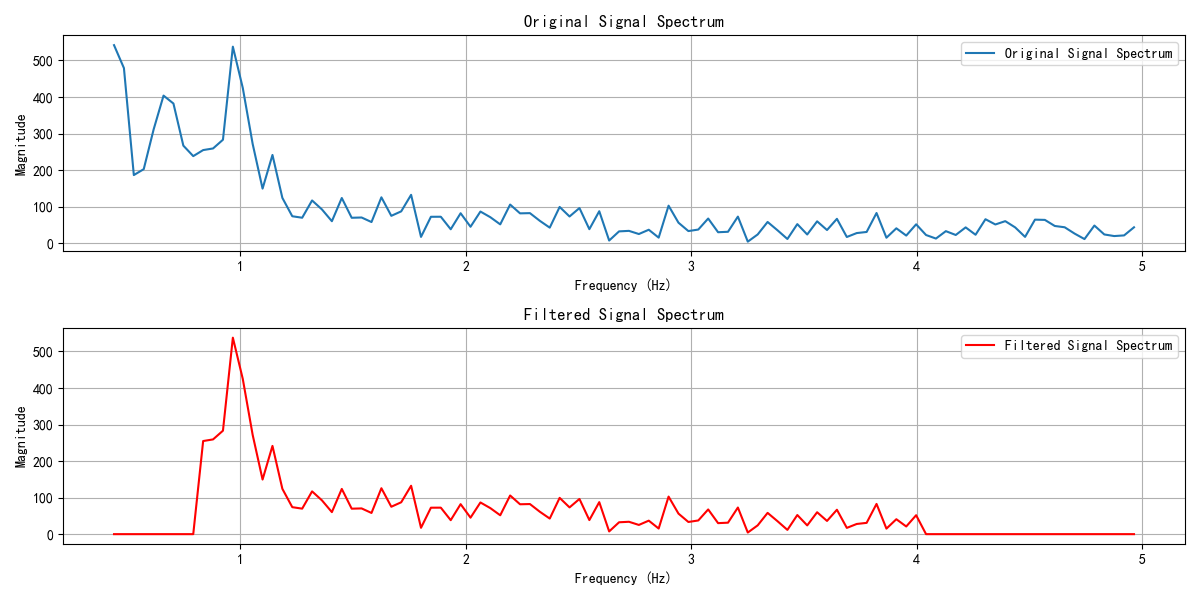 Original Signal Spectrum
Original Signal Spectrum
Magnitude
500
400
300
200
100
0
1
2
3
4
5
Frequency (Hz)
Filtered Signal Spectrum
Filtered Signal Spectrum
Magnitude
500
400
300
200
100
0
1
2
3
4
5
Frequency (Hz)